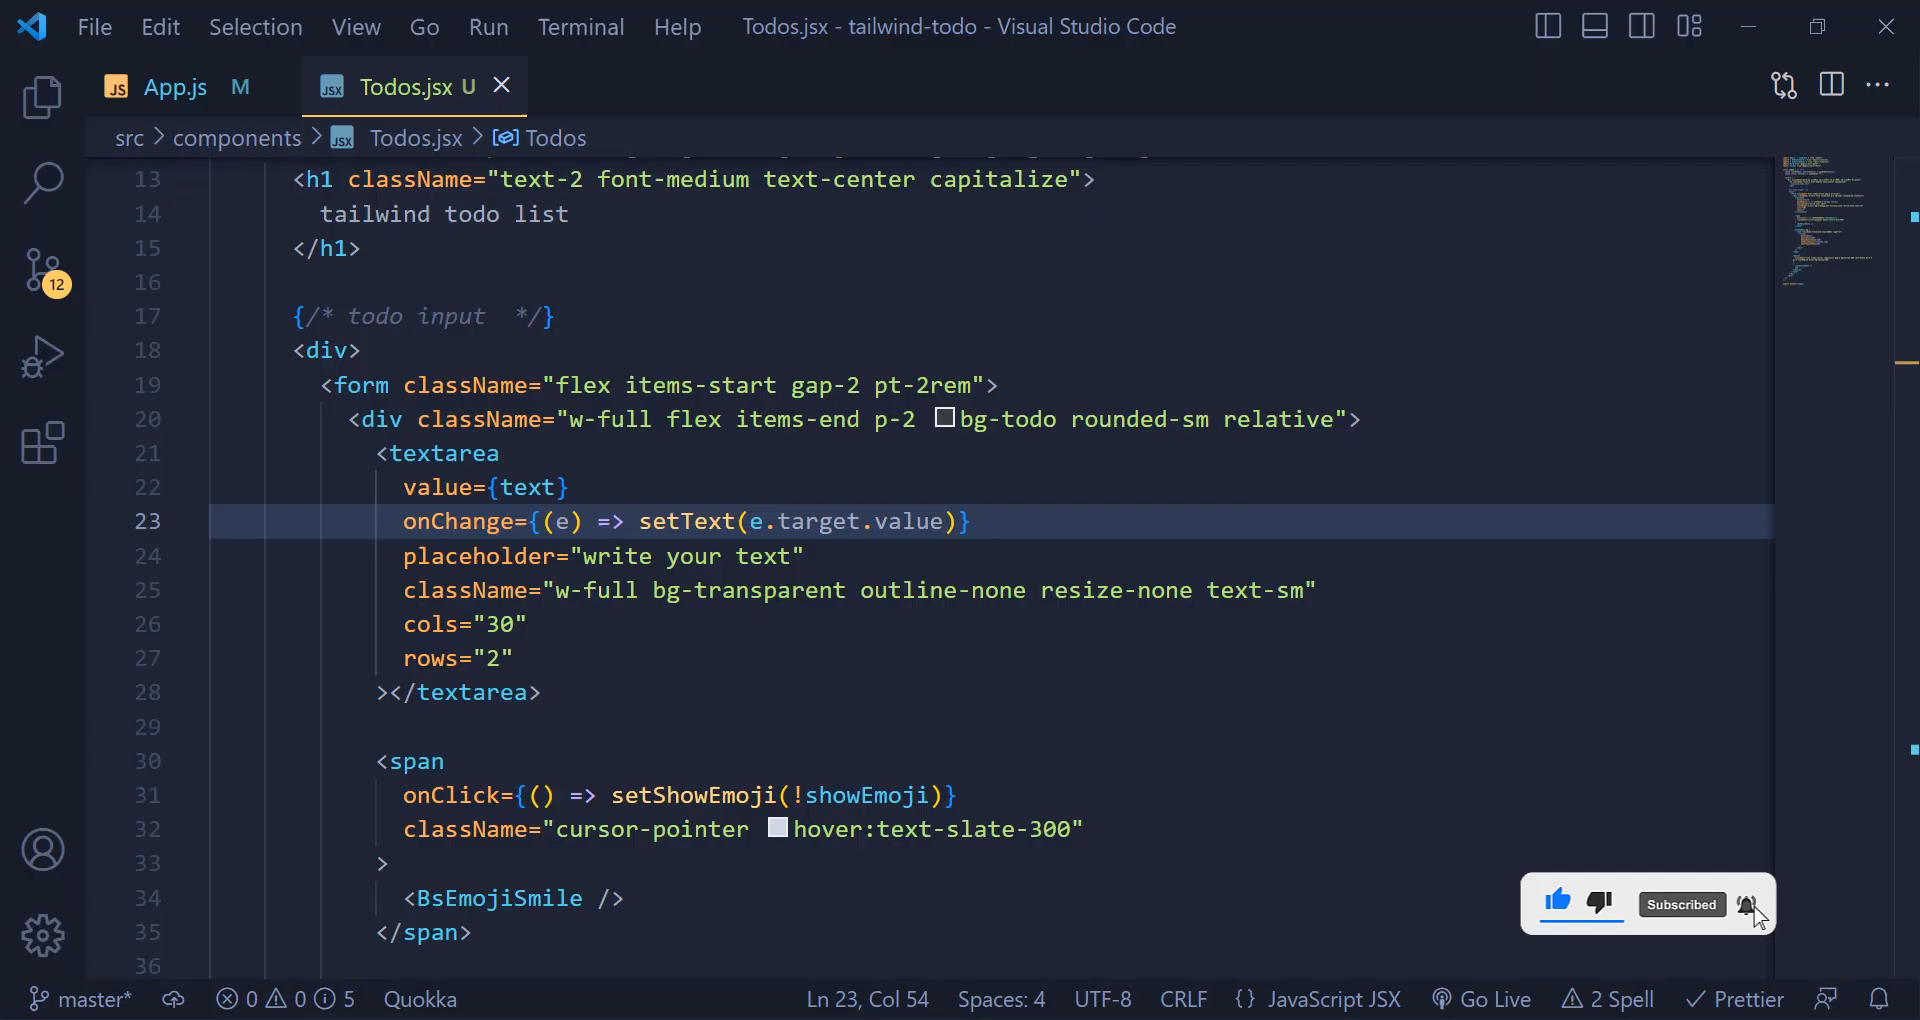 File Edit Selection View Go Run Terminal Help Todos.jsx - tailwind-todo - Visual Studio Code
JS App.js M JSX Todos.jsx U
src > components > JSX Todos.jsx > Todos
13 <h1 className="text-2 font-medium text-center capitalize">
14 tailwind todo list
15 </h1>
16
17 {/* todo input  */}
18 <div>
19 <form className="flex items-start gap-2 pt-2rem">
20 <div className="w-full flex items-end p-2 bg-todo rounded-sm relative">
21 <textarea
22 value={text}
23 onChange={(e) => setText(e.target.value)}
24 placeholder="write your text"
25 className="w-full bg-transparent outline-none resize-none text-sm"
26 cols="30"
27 rows="2"
28 ></textarea>
29
30 <span
31 onClick={() => setShowEmoji(!showEmoji)}
32 className="cursor-pointer hover:text-slate-300"
33 >
34 <BsEmojiSmile />
35 </span>
36
12
Subscribed
master* 0 0 5 Quokka Ln 23, Col 54 Spaces: 4 UTF-8 CRLF {} JavaScript JSX Go Live 2 Spell Prettier